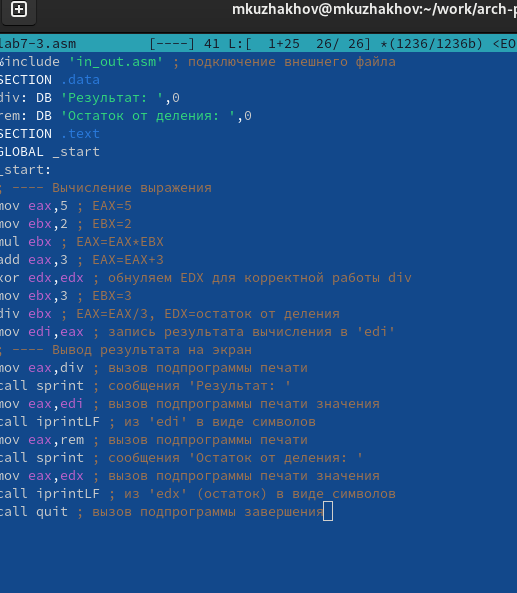 mkuzhakhov@mkuzhakhov:~/work/arch-p
lab7-3.asm [----] 41 L:[ 1+25 26/ 26] *(1236/1236b) <EO
%include 'in_out.asm' ; подключение внешнего файла
SECTION .data
div: DB 'Результат: ',0
rem: DB 'Остаток от деления: ',0
SECTION .text
GLOBAL _start
_start:
; ---- Вычисление выражения
mov eax,5 ; EAX=5
mov ebx,2 ; EBX=2
mul ebx ; EAX=EAX*EBX
add eax,3 ; EAX=EAX+3
xor edx,edx ; обнуляем EDX для корректной работы div
mov ebx,3 ; EBX=3
div ebx ; EAX=EAX/3, EDX=остаток от деления
mov edi,eax ; запись результата вычисления в 'edi'
; ---- Вывод результата на экран
mov eax,div ; вызов подпрограммы печати
call sprint ; сообщения 'Результат: '
mov eax,edi ; вызов подпрограммы печати значения
call iprintLF ; из 'edi' в виде символов
mov eax,rem ; вызов подпрограммы печати
call sprint ; сообщения 'Остаток от деления: '
mov eax,edx ; вызов подпрограммы печати значения
call iprintLF ; из 'edx' (остаток) в виде символов
call quit ; вызов подпрограммы завершения